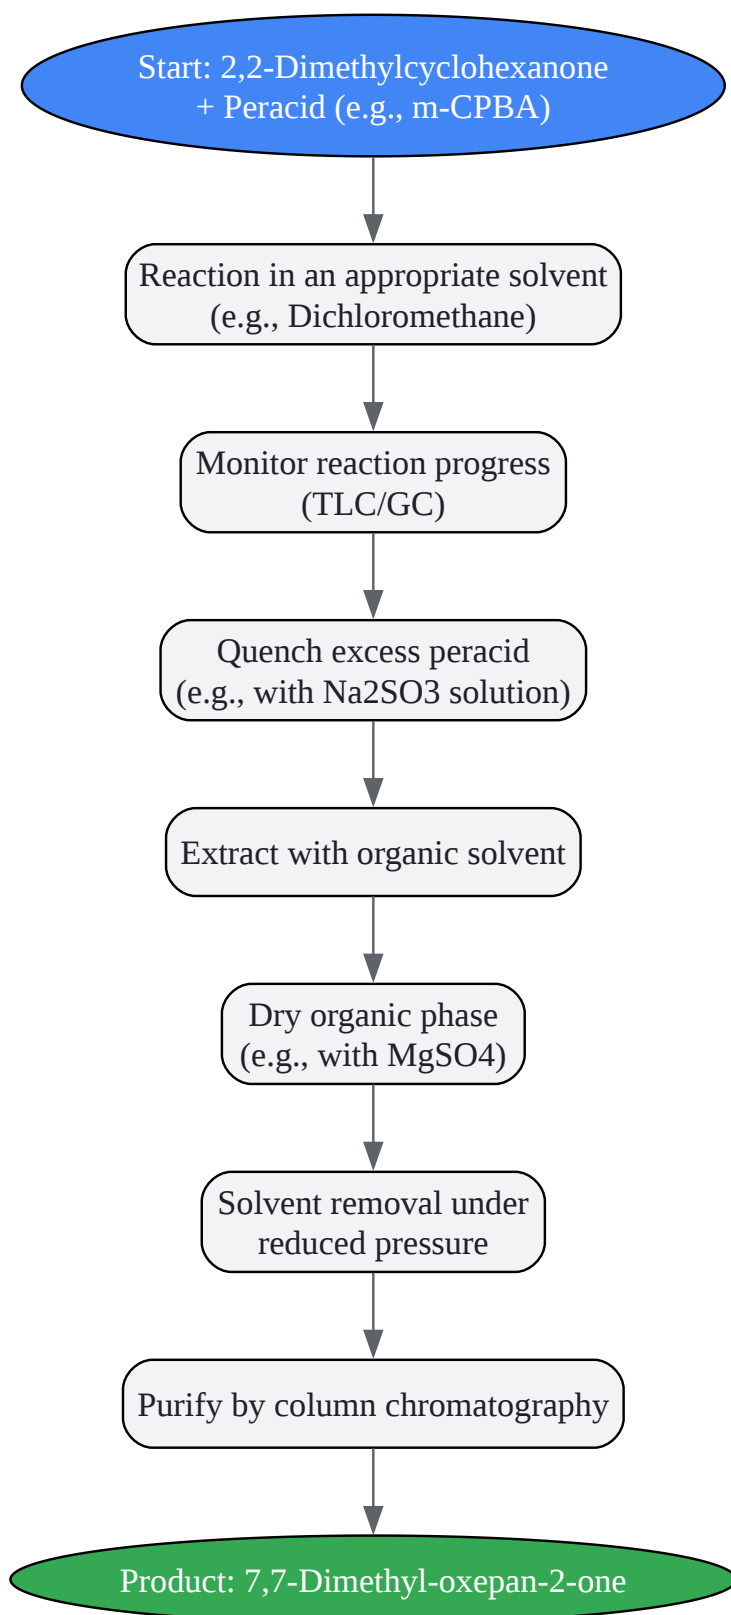 Start: 2,2-Dimethylcyclohexanone
+ Peracid (e.g., m-CPBA)
Reaction in an appropriate solvent
(e.g., Dichloromethane)
Monitor reaction progress
(TLC/GC)
Quench excess peracid
(e.g., with Na2SO3 solution)
Extract with organic solvent
Dry organic phase
(e.g., with MgSO4)
Solvent removal under
reduced pressure
Purify by column chromatography
Product: 7,7-Dimethyl-oxepan-2-one